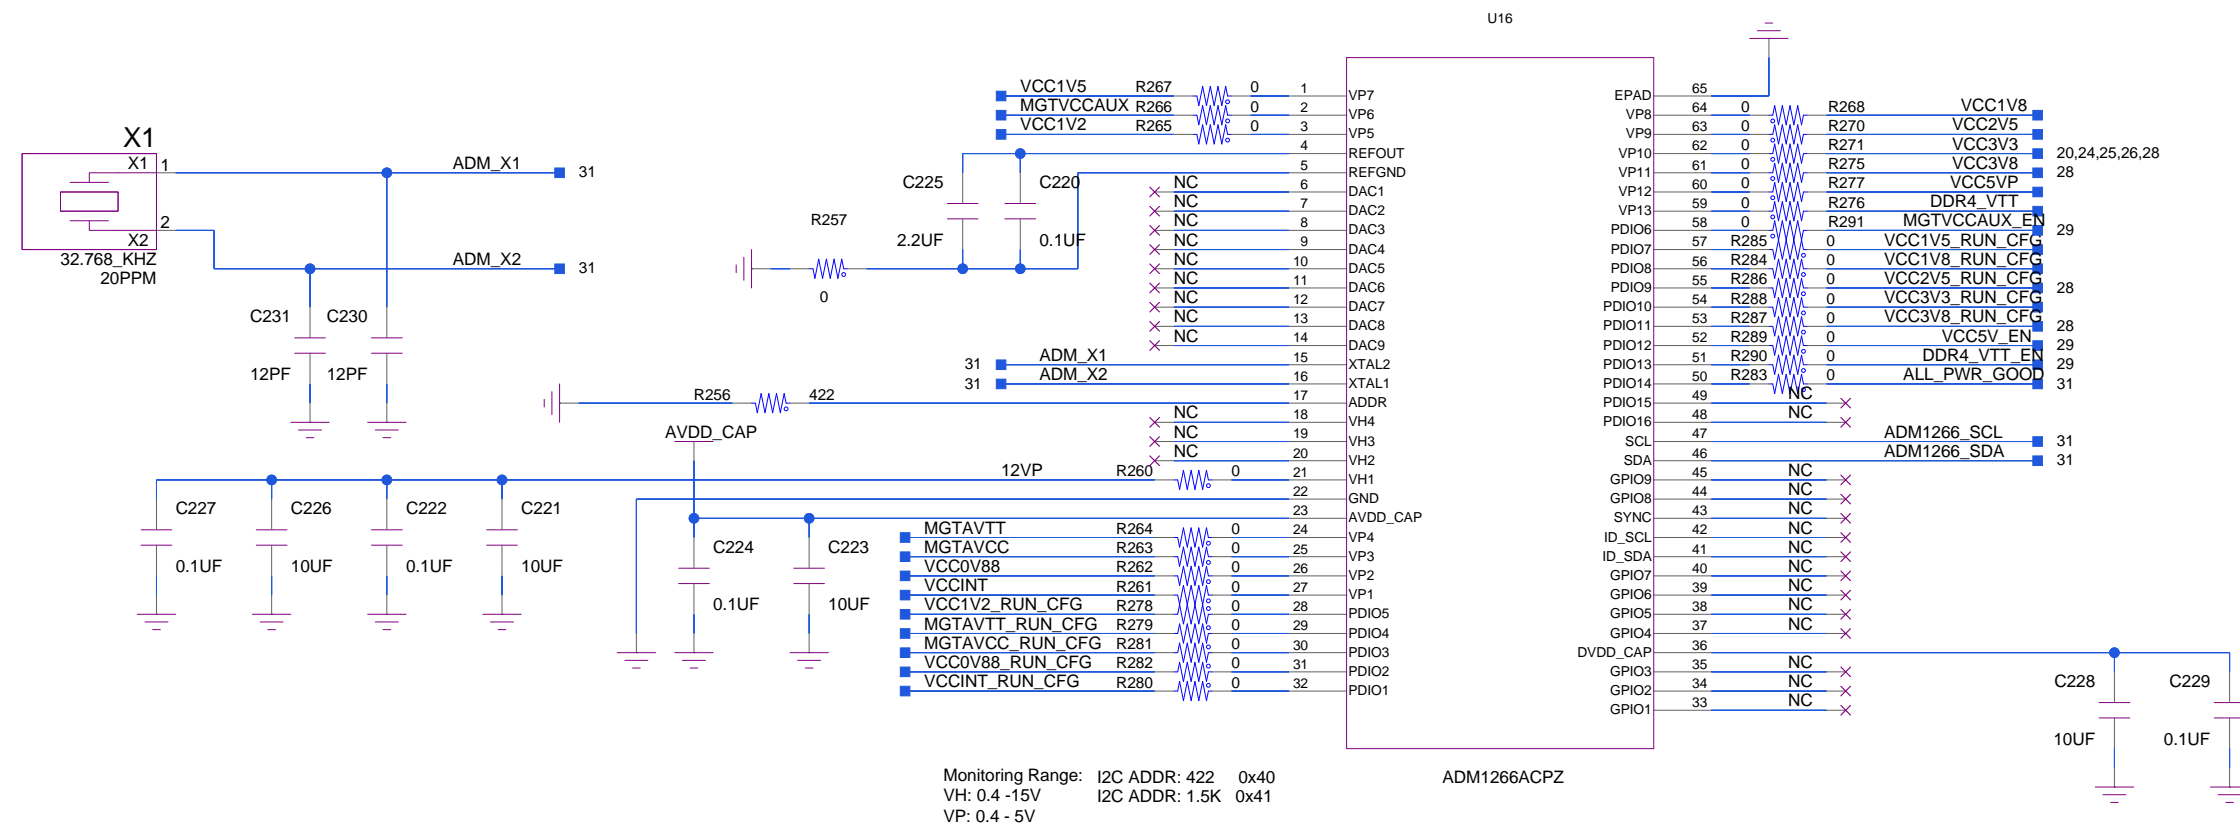 U16
X1
X1 1
2
X2
32.768_KHZ
20PPM
ADM_X1 31
ADM_X2 31
C231 C230
12PF 12PF
VCC1V5 R267 0 1 VP7
MGTVCCAUX R266 0 2 VP6
VCC1V2 R265 0 3 VP5
4 REFOUT
5 REFGND
C225 C220
2.2UF 0.1UF
R257
0
NC 6 DAC1
NC 7 DAC2
NC 8 DAC3
NC 9 DAC4
NC 10 DAC5
NC 11 DAC6
NC 12 DAC7
NC 13 DAC8
NC 14 DAC9
31 ADM_X1 15 XTAL2
31 ADM_X2 16 XTAL1
R256 422 17 ADDR
NC 18 VH4
NC 19 VH3
NC 20 VH2
AVDD_CAP
12VP R260 0 21 VH1
22 GND
23 AVDD_CAP
C227 C226 C222 C221
0.1UF 10UF 0.1UF 10UF
C224 C223
0.1UF 10UF
MGTAVTT R264 0 24 VP4
MGTAVCC R263 0 25 VP3
VCC0V88 R262 0 26 VP2
VCCINT R261 0 27 VP1
VCC1V2_RUN_CFG R278 0 28 PDIO5
MGTAVTT_RUN_CFG R279 0 29 PDIO4
MGTAVCC_RUN_CFG R281 0 30 PDIO3
VCC0V88_RUN_CFG R282 0 31 PDIO2
VCCINT_RUN_CFG R280 0 32 PDIO1
EPAD 65
VP8 64 0 R268 VCC1V8
VP9 63 0 R270 VCC2V5
VP10 62 0 R271 VCC3V3 20,24,25,26,28
VP11 61 0 R275 VCC3V8 28
VP12 60 0 R277 VCC5VP
VP13 59 0 R276 DDR4_VTT
PDIO6 58 0 R291 MGTVCCAUX_EN 29
PDIO7 57 R285 0 VCC1V5_RUN_CFG
PDIO8 56 R284 0 VCC1V8_RUN_CFG
PDIO9 55 R286 0 VCC2V5_RUN_CFG 28
PDIO10 54 R288 0 VCC3V3_RUN_CFG
PDIO11 53 R287 0 VCC3V8_RUN_CFG 28
PDIO12 52 R289 0 VCC5V_EN 29
PDIO13 51 R290 0 DDR4_VTT_EN 29
PDIO14 50 R283 0 ALL_PWR_GOOD 31
PDIO15 49 NC
PDIO16 48 NC
SCL 47 ADM1266_SCL 31
SDA 46 ADM1266_SDA 31
GPIO9 45 NC
GPIO8 44 NC
SYNC 43 NC
ID_SCL 42 NC
ID_SDA 41 NC
GPIO7 40 NC
GPIO6 39 NC
GPIO5 38 NC
GPIO4 37 NC
DVDD_CAP 36
GPIO3 35 NC
GPIO2 34 NC
GPIO1 33 NC
C228 C229
10UF 0.1UF
ADM1266ACPZ
Monitoring Range: I2C ADDR: 422 0x40
VH: 0.4 -15V I2C ADDR: 1.5K 0x41
VP: 0.4 - 5V